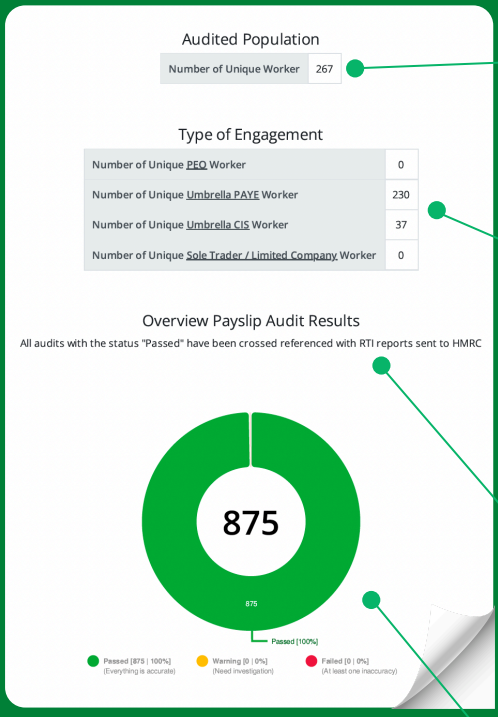 Audited Population
Number of Unique Worker 267
Type of Engagement
Number of Unique PEO Worker 0
Number of Unique Umbrella PAYE Worker 230
Number of Unique Umbrella CIS Worker 37
Number of Unique Sole Trader / Limited Company Worker 0
Overview Payslip Audit Results
All audits with the status "Passed" have been crossed referenced with RTI reports sent to HMRC
875
875
Passed [100%]
Passed [875 | 100%] Warning [0 | 0%] Failed [0 | 0%]
(Everything is accurate) (Need investigation) (At least one inaccuracy)